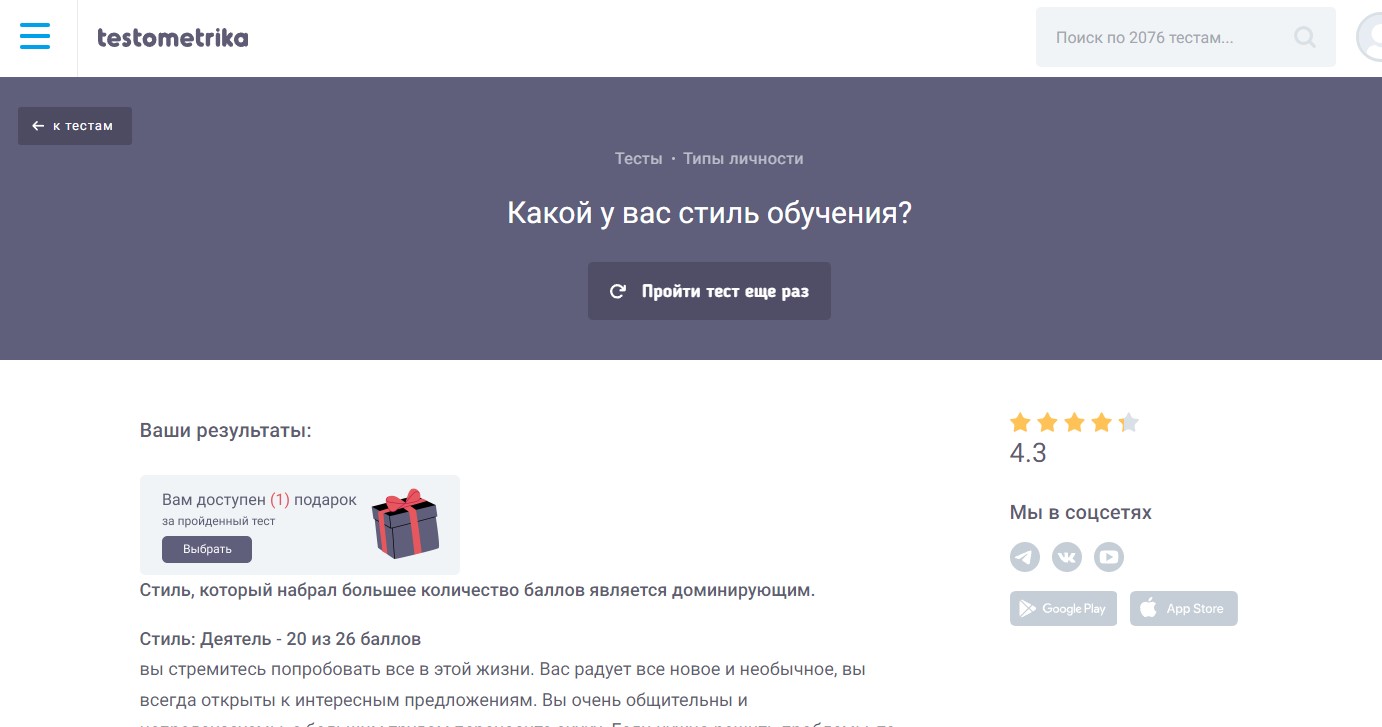 testometrika
Поиск по 2076 тестам...
← к тестам
Тесты • Типы личности
Какой у вас стиль обучения?
Пройти тест еще раз
Ваши результаты:
Вам доступен (1) подарок
за пройденный тест
Выбрать
Стиль, который набрал большее количество баллов является доминирующим.
Стиль: Деятель - 20 из 26 баллов
вы стремитесь попробовать все в этой жизни. Вас радует все новое и необычное, вы
всегда открыты к интересным предложениям. Вы очень общительны и
4.3
Мы в соцсетях
Google Play
App Store